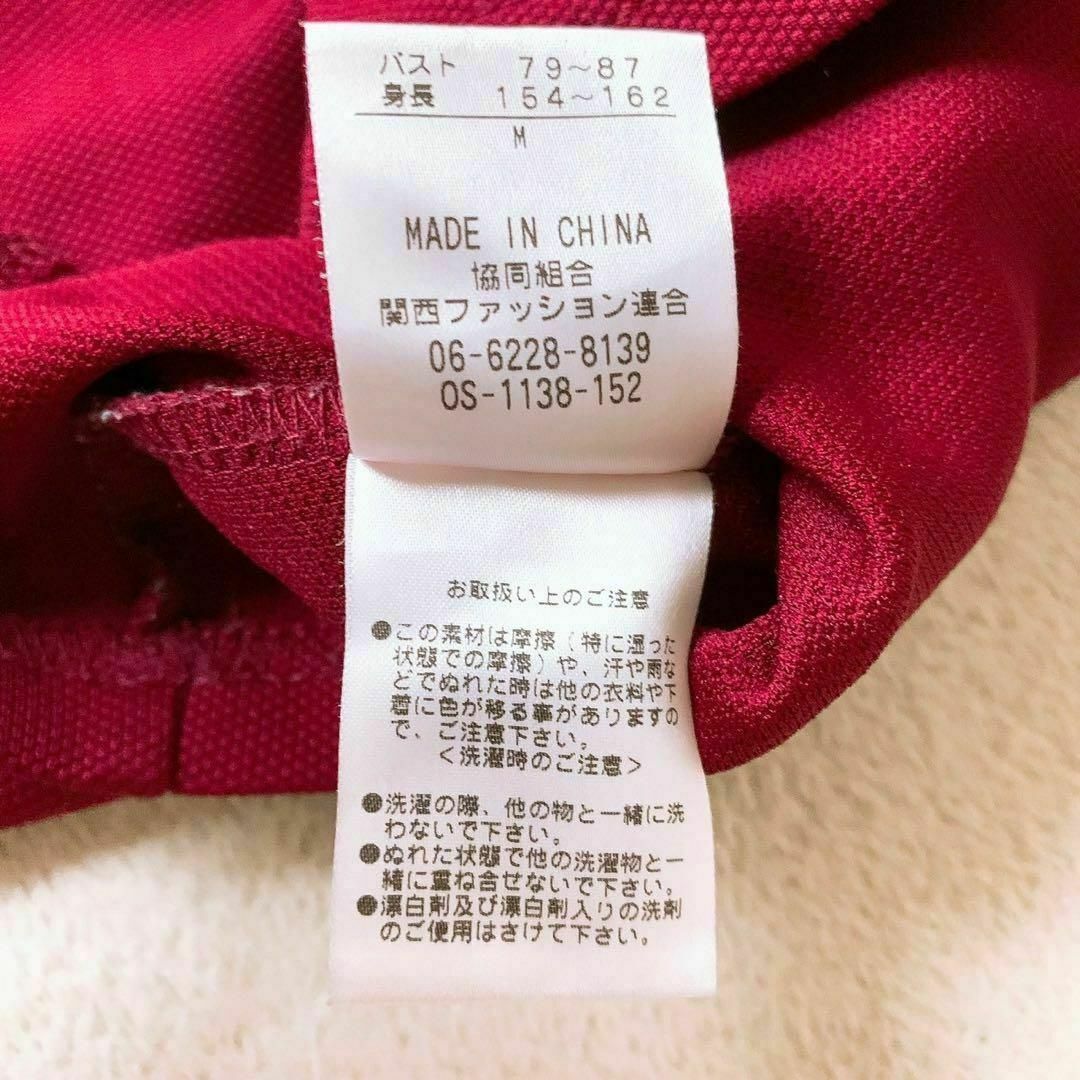 バスト 79～87
身長 154～162
M
MADE IN CHINA
協同組合
関西ファッション連合
06-6228-8139
OS-1138-152
お取扱い上のご注意
●この素材は摩擦(特に湿った
状態での摩擦)や、汗や雨な
どでぬれた時は他の衣料や下
着に色が移る事がありますの
で、ご注意下さい。
<洗濯時のご注意>
●洗濯の際、他の物と一緒に洗
わないで下さい。
●ぬれた状態で他の洗濯物と一
緒に重ね合せないで下さい。
●漂白剤及び漂白剤入りの洗剤
のご使用はさけて下さい。